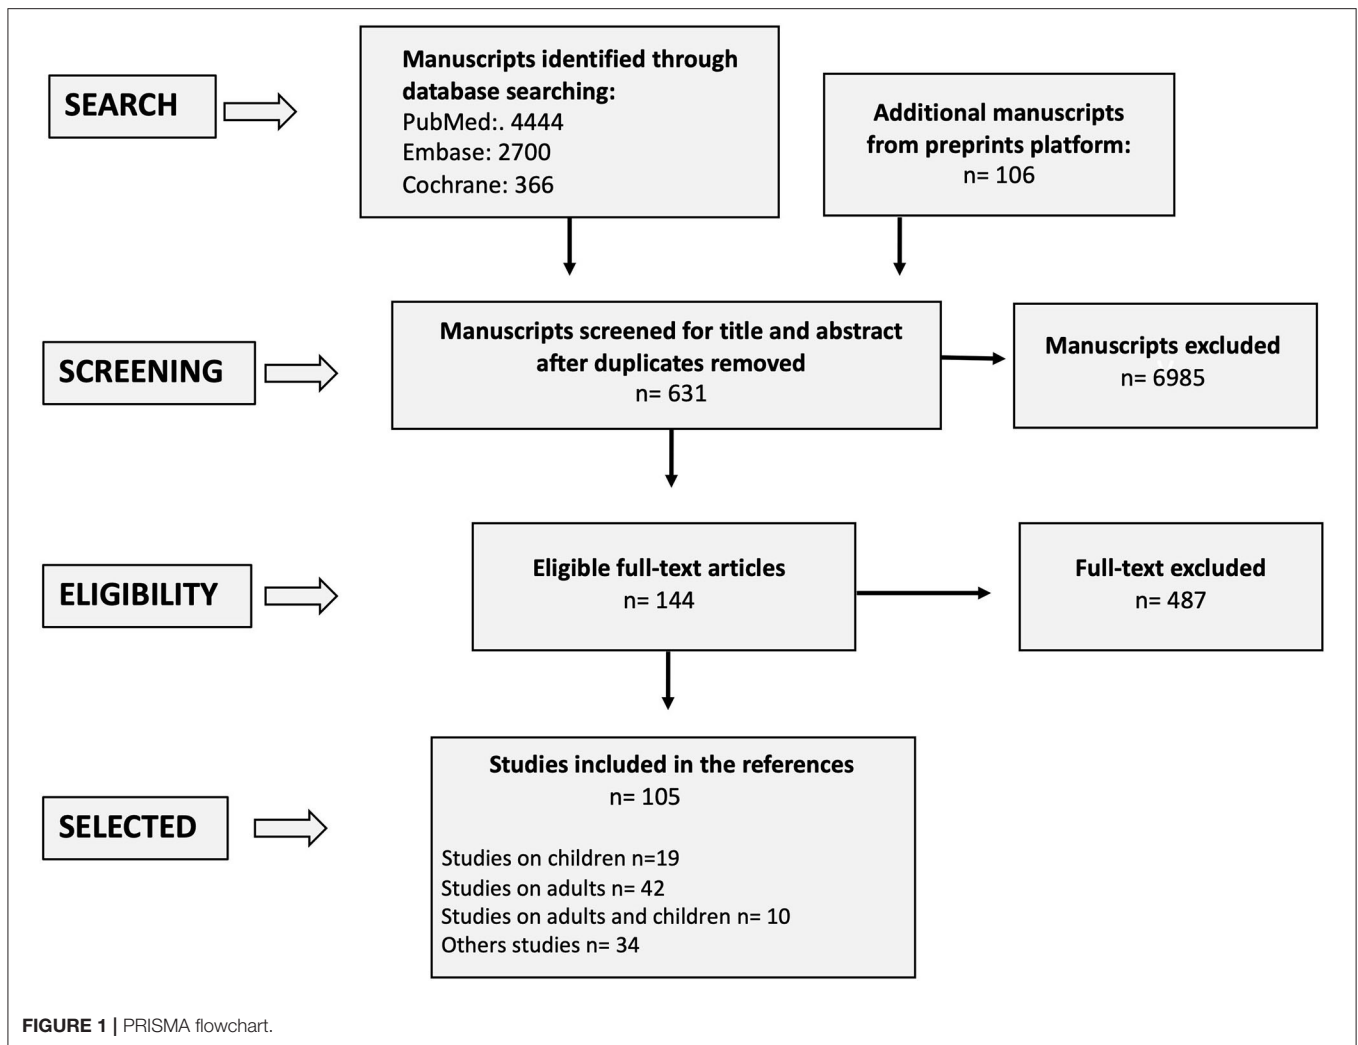 SEARCH
Manuscripts identified through
database searching:
PubMed:. 4444
Embase: 2700
Cochrane: 366
Additional manuscripts
from preprints platform:
n= 106
SCREENING
Manuscripts screened for title and abstract
after duplicates removed
n= 631
Manuscripts excluded
n= 6985
ELIGIBILITY
Eligible full-text articles
n= 144
Full-text excluded
n= 487
SELECTED
Studies included in the references
n= 105
Studies on children n=19
Studies on adults n= 42
Studies on adults and children n= 10
Others studies n= 34
FIGURE 1 | PRISMA flowchart.